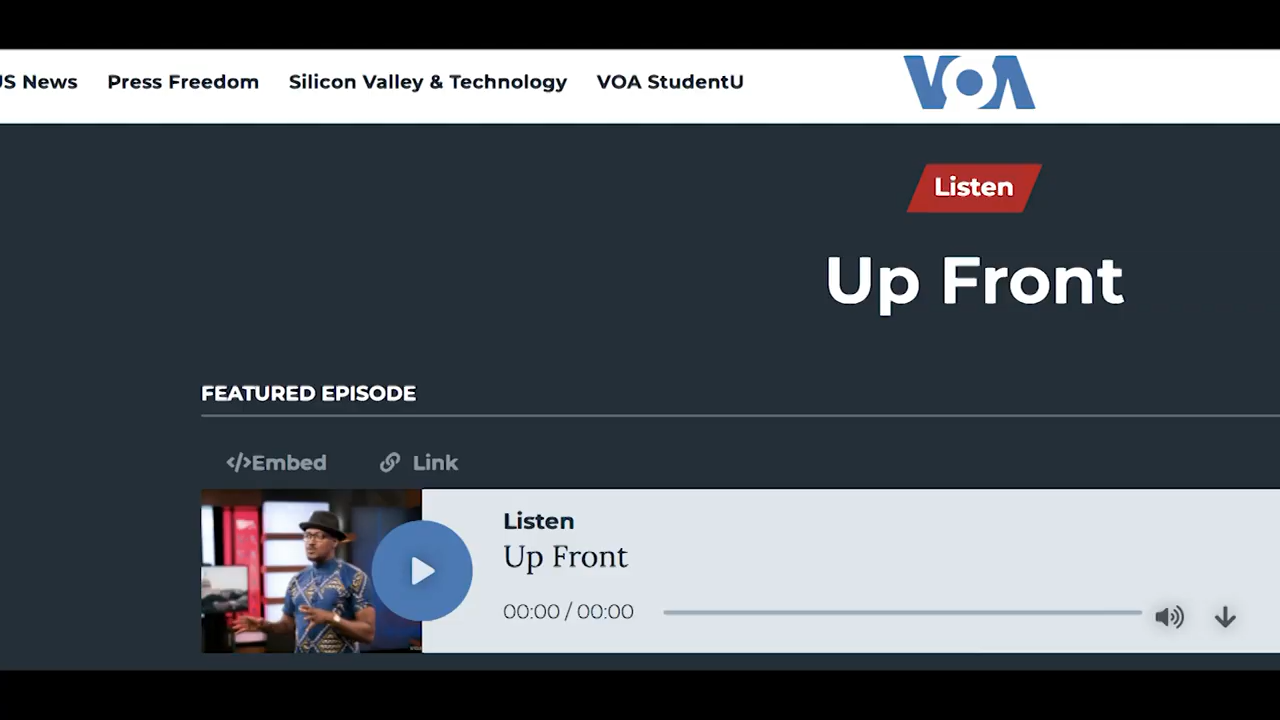 US News Press Freedom Silicon Valley & Technology VOA StudentU VOA
Listen
Up Front
FEATURED EPISODE
</>Embed Link
Listen
Up Front
00:00 / 00:00